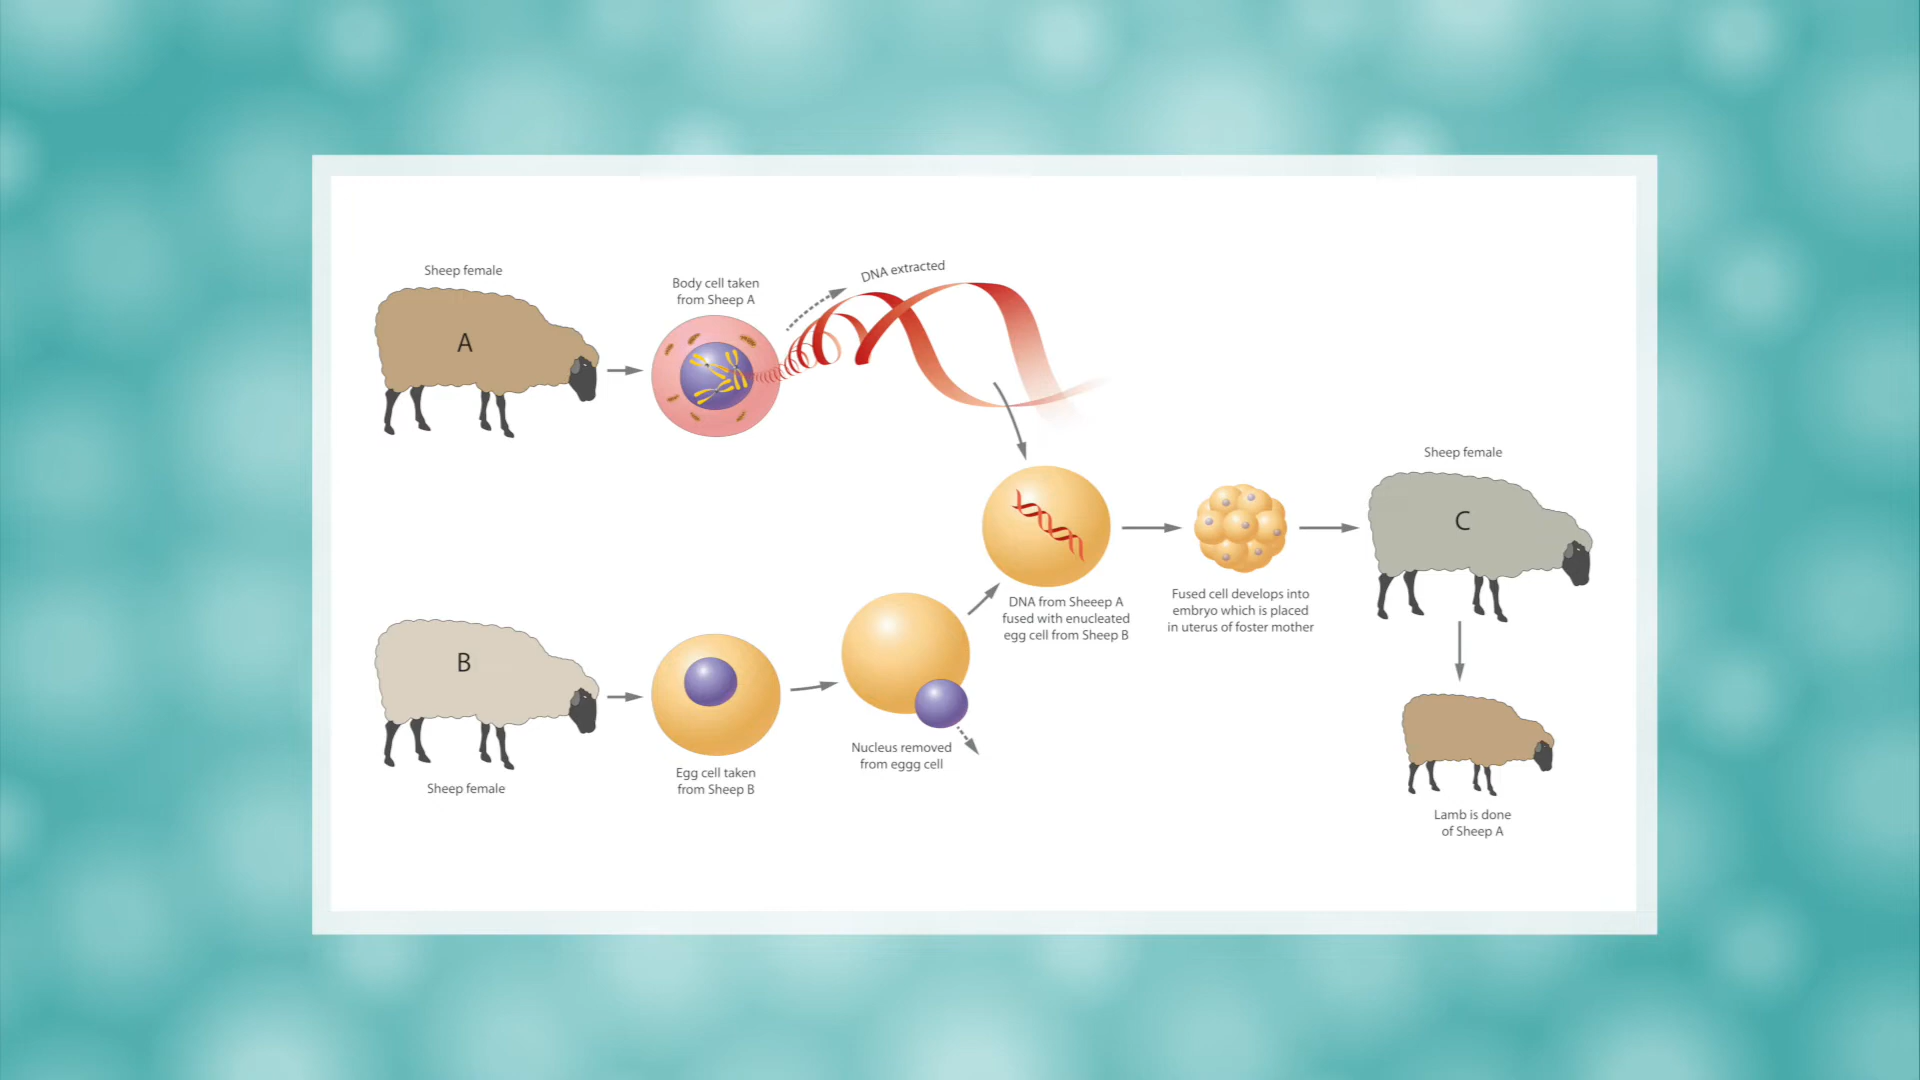 Sheep female
A
Body cell taken
from Sheep A
DNA extracted
Sheep female
B
Egg cell taken
from Sheep B
Nucleus removed
from eggg cell
DNA from Sheeep A
fused with enucleated
egg cell from Sheep B
Fused cell develops into
embryo which is placed
in uterus of foster mother
Sheep female
C
Lamb is done
of Sheep A